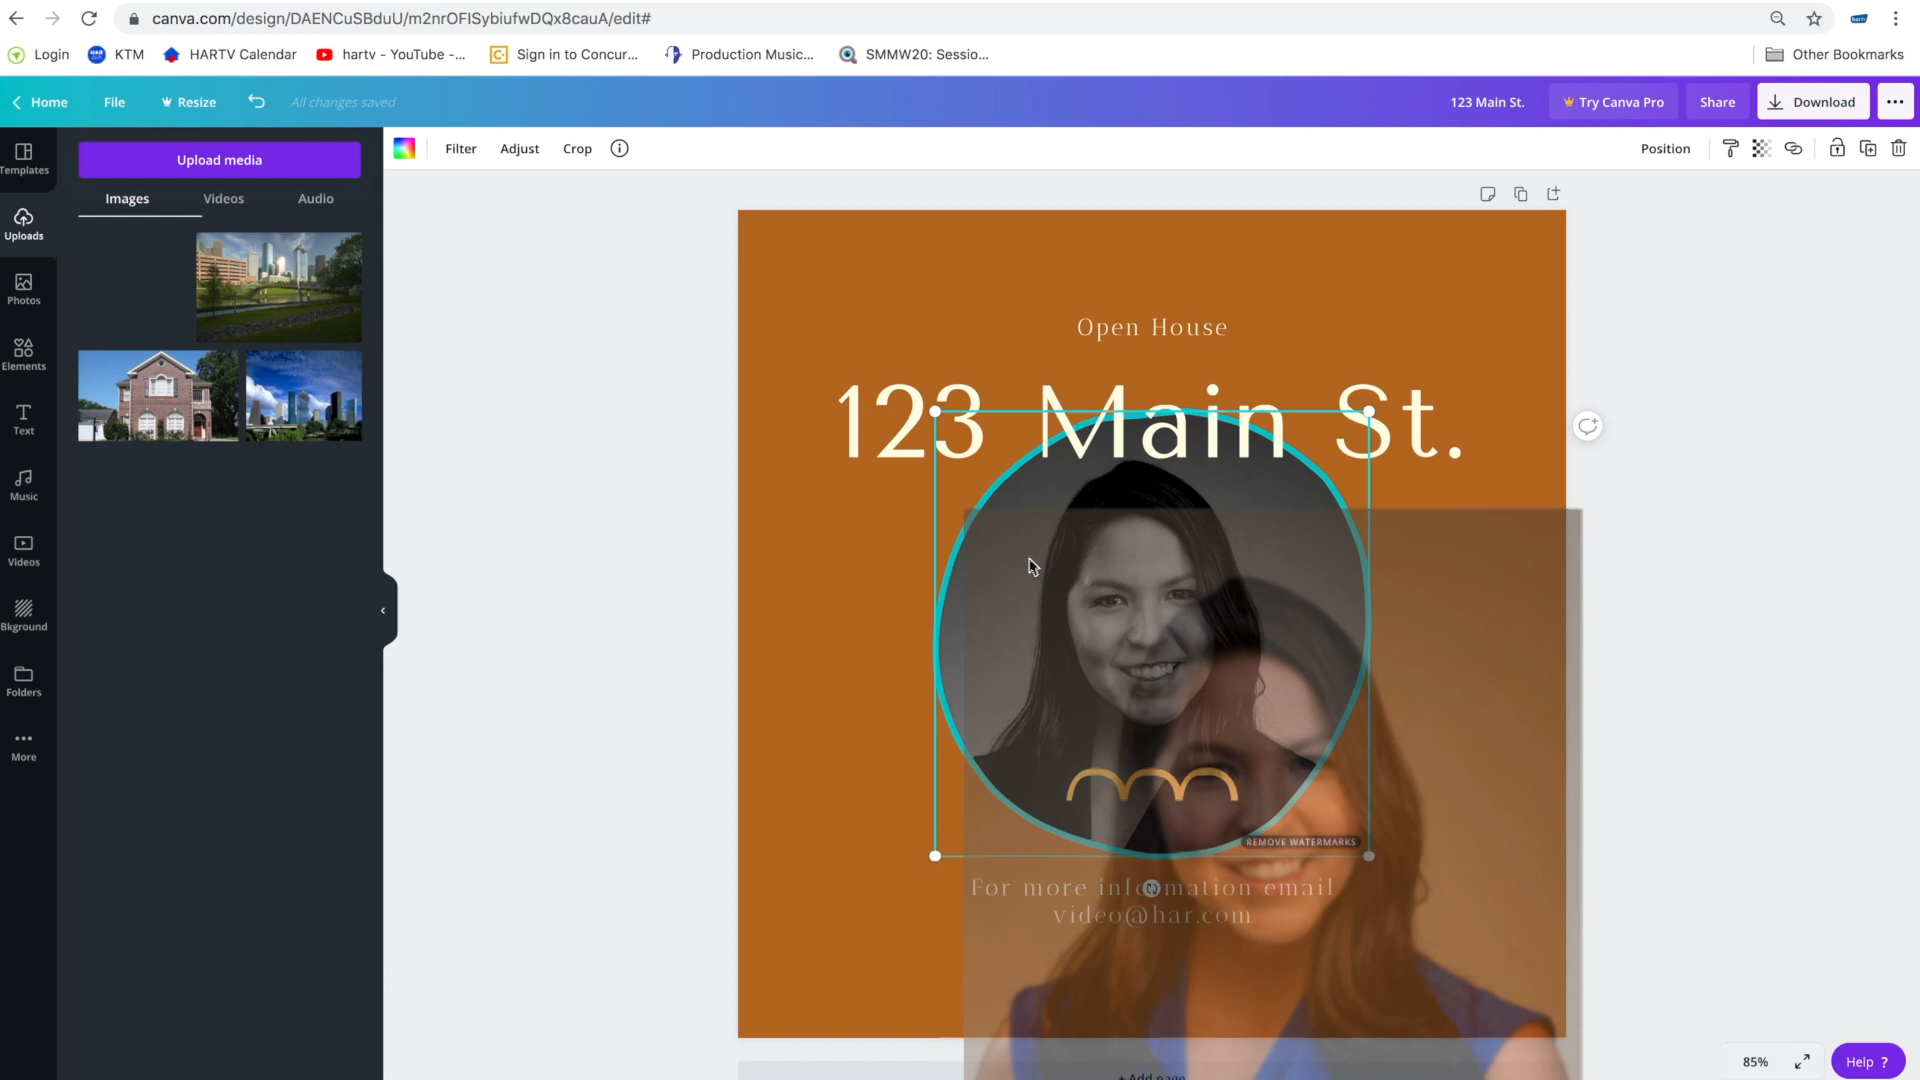 canva.com/design/DAENCuSBduU/m2nrOFISybiufwDQx8cauA/edit#
Login KTM HARTV Calendar hartv - YouTube -... Sign in to Concur... Production Music... SMMW20: Sessio... Other Bookmarks
Home File Resize All changes saved 123 Main St. Try Canva Pro Share Download
Templates
Uploads
Photos
Elements
Text
Music
Videos
Bkground
Folders
More
Upload media
Images Videos Audio
Filter Adjust Crop Position
Open House
123 Main St.
REMOVE WATERMARKS
For more information email
video@har.com
+ Add page
85% Help ?